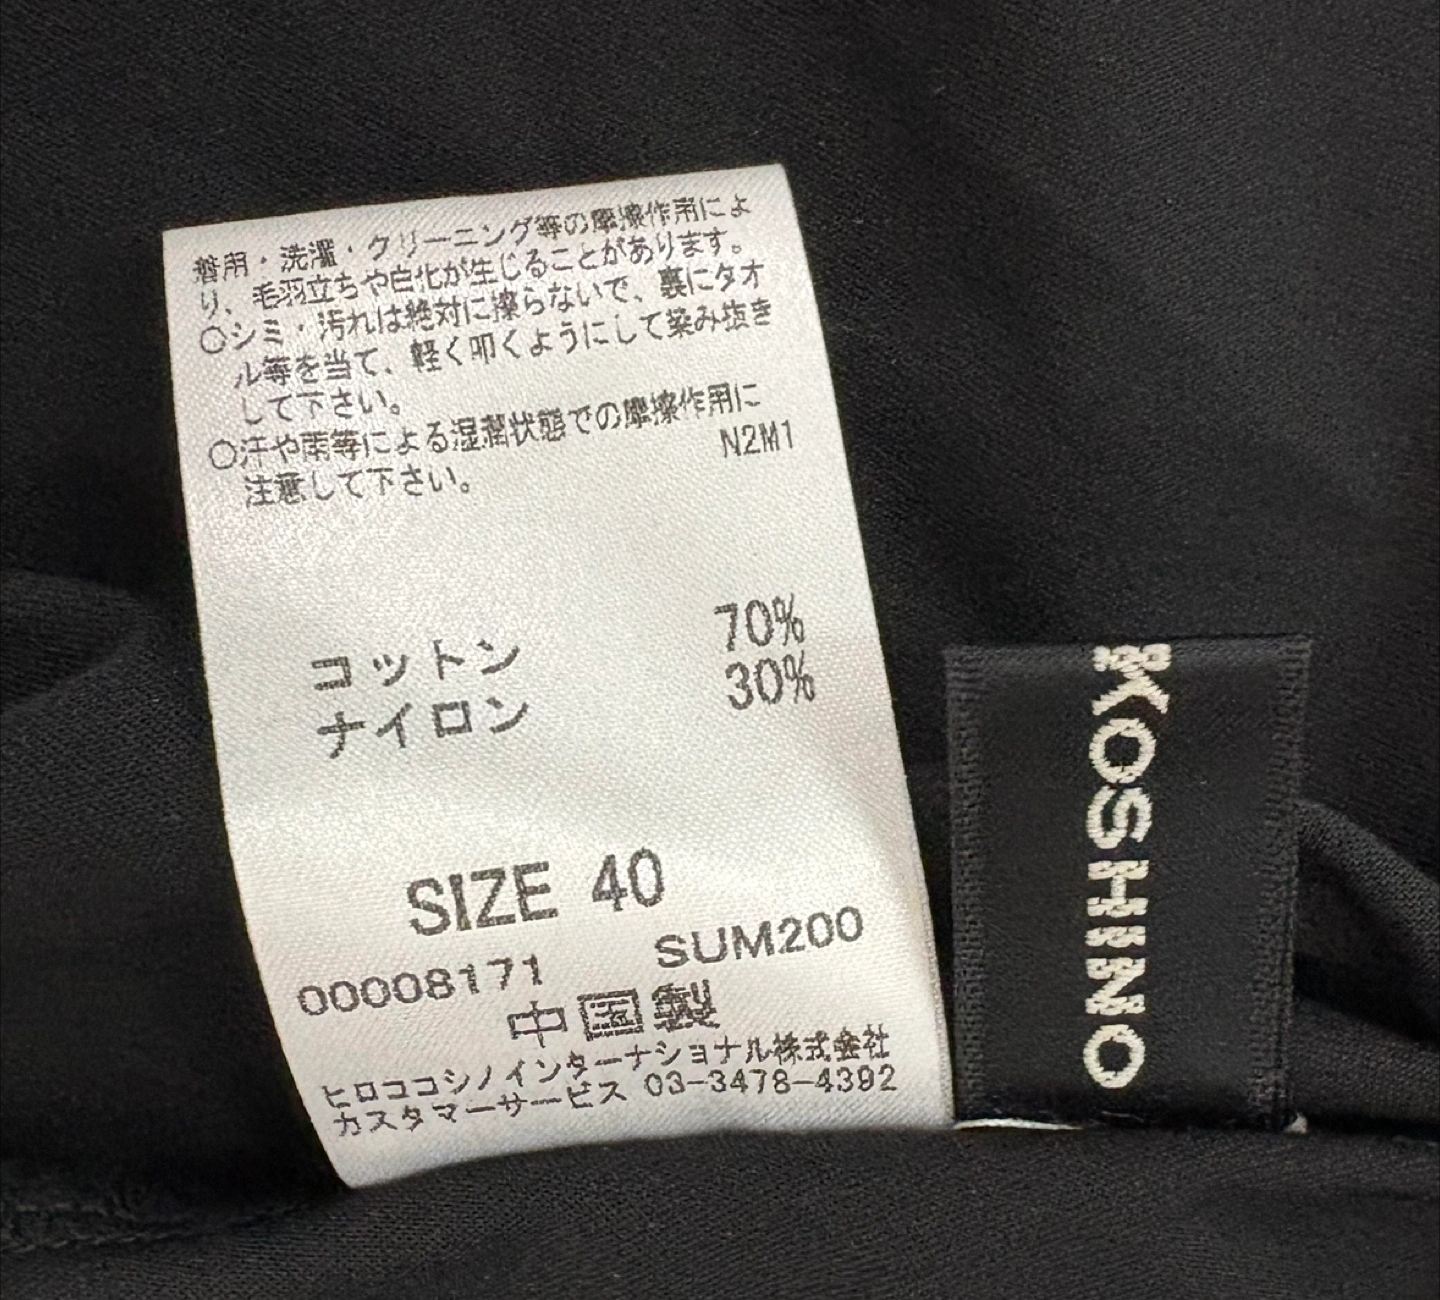 着用・洗濯・クリーニング等の摩擦作用によ
り、毛羽立ちや白化が生じることがあります。
○シミ・汚れは絶対に擦らないで、裏にタオ
ル等を当て、軽く叩くようにして染み抜き
して下さい。
○汗や雨等による湿潤状態での摩擦作用に
注意して下さい。
N2M1
コットン 70%
ナイロン 30%
SIZE 40
00008171 SUM200
中国製
ヒロココシノインターナショナル株式会社
カスタマーサービス 03-3478-4392
KOSHINO